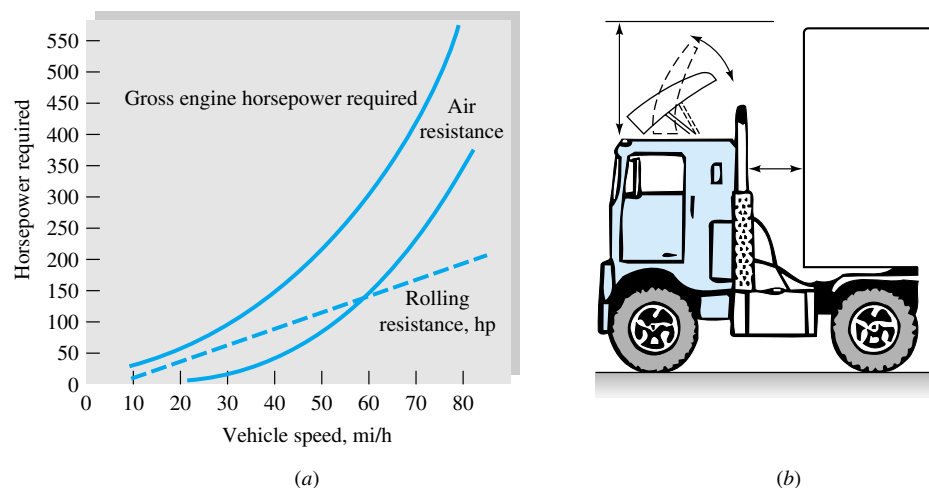 550
500
450
400
350
300
250
200
150
100
50
0
Horsepower required
Gross engine horsepower required
Air
resistance
Rolling
resistance, hp
0 10 20 30 40 50 60 70 80
Vehicle speed, mi/h
(a)
(b)